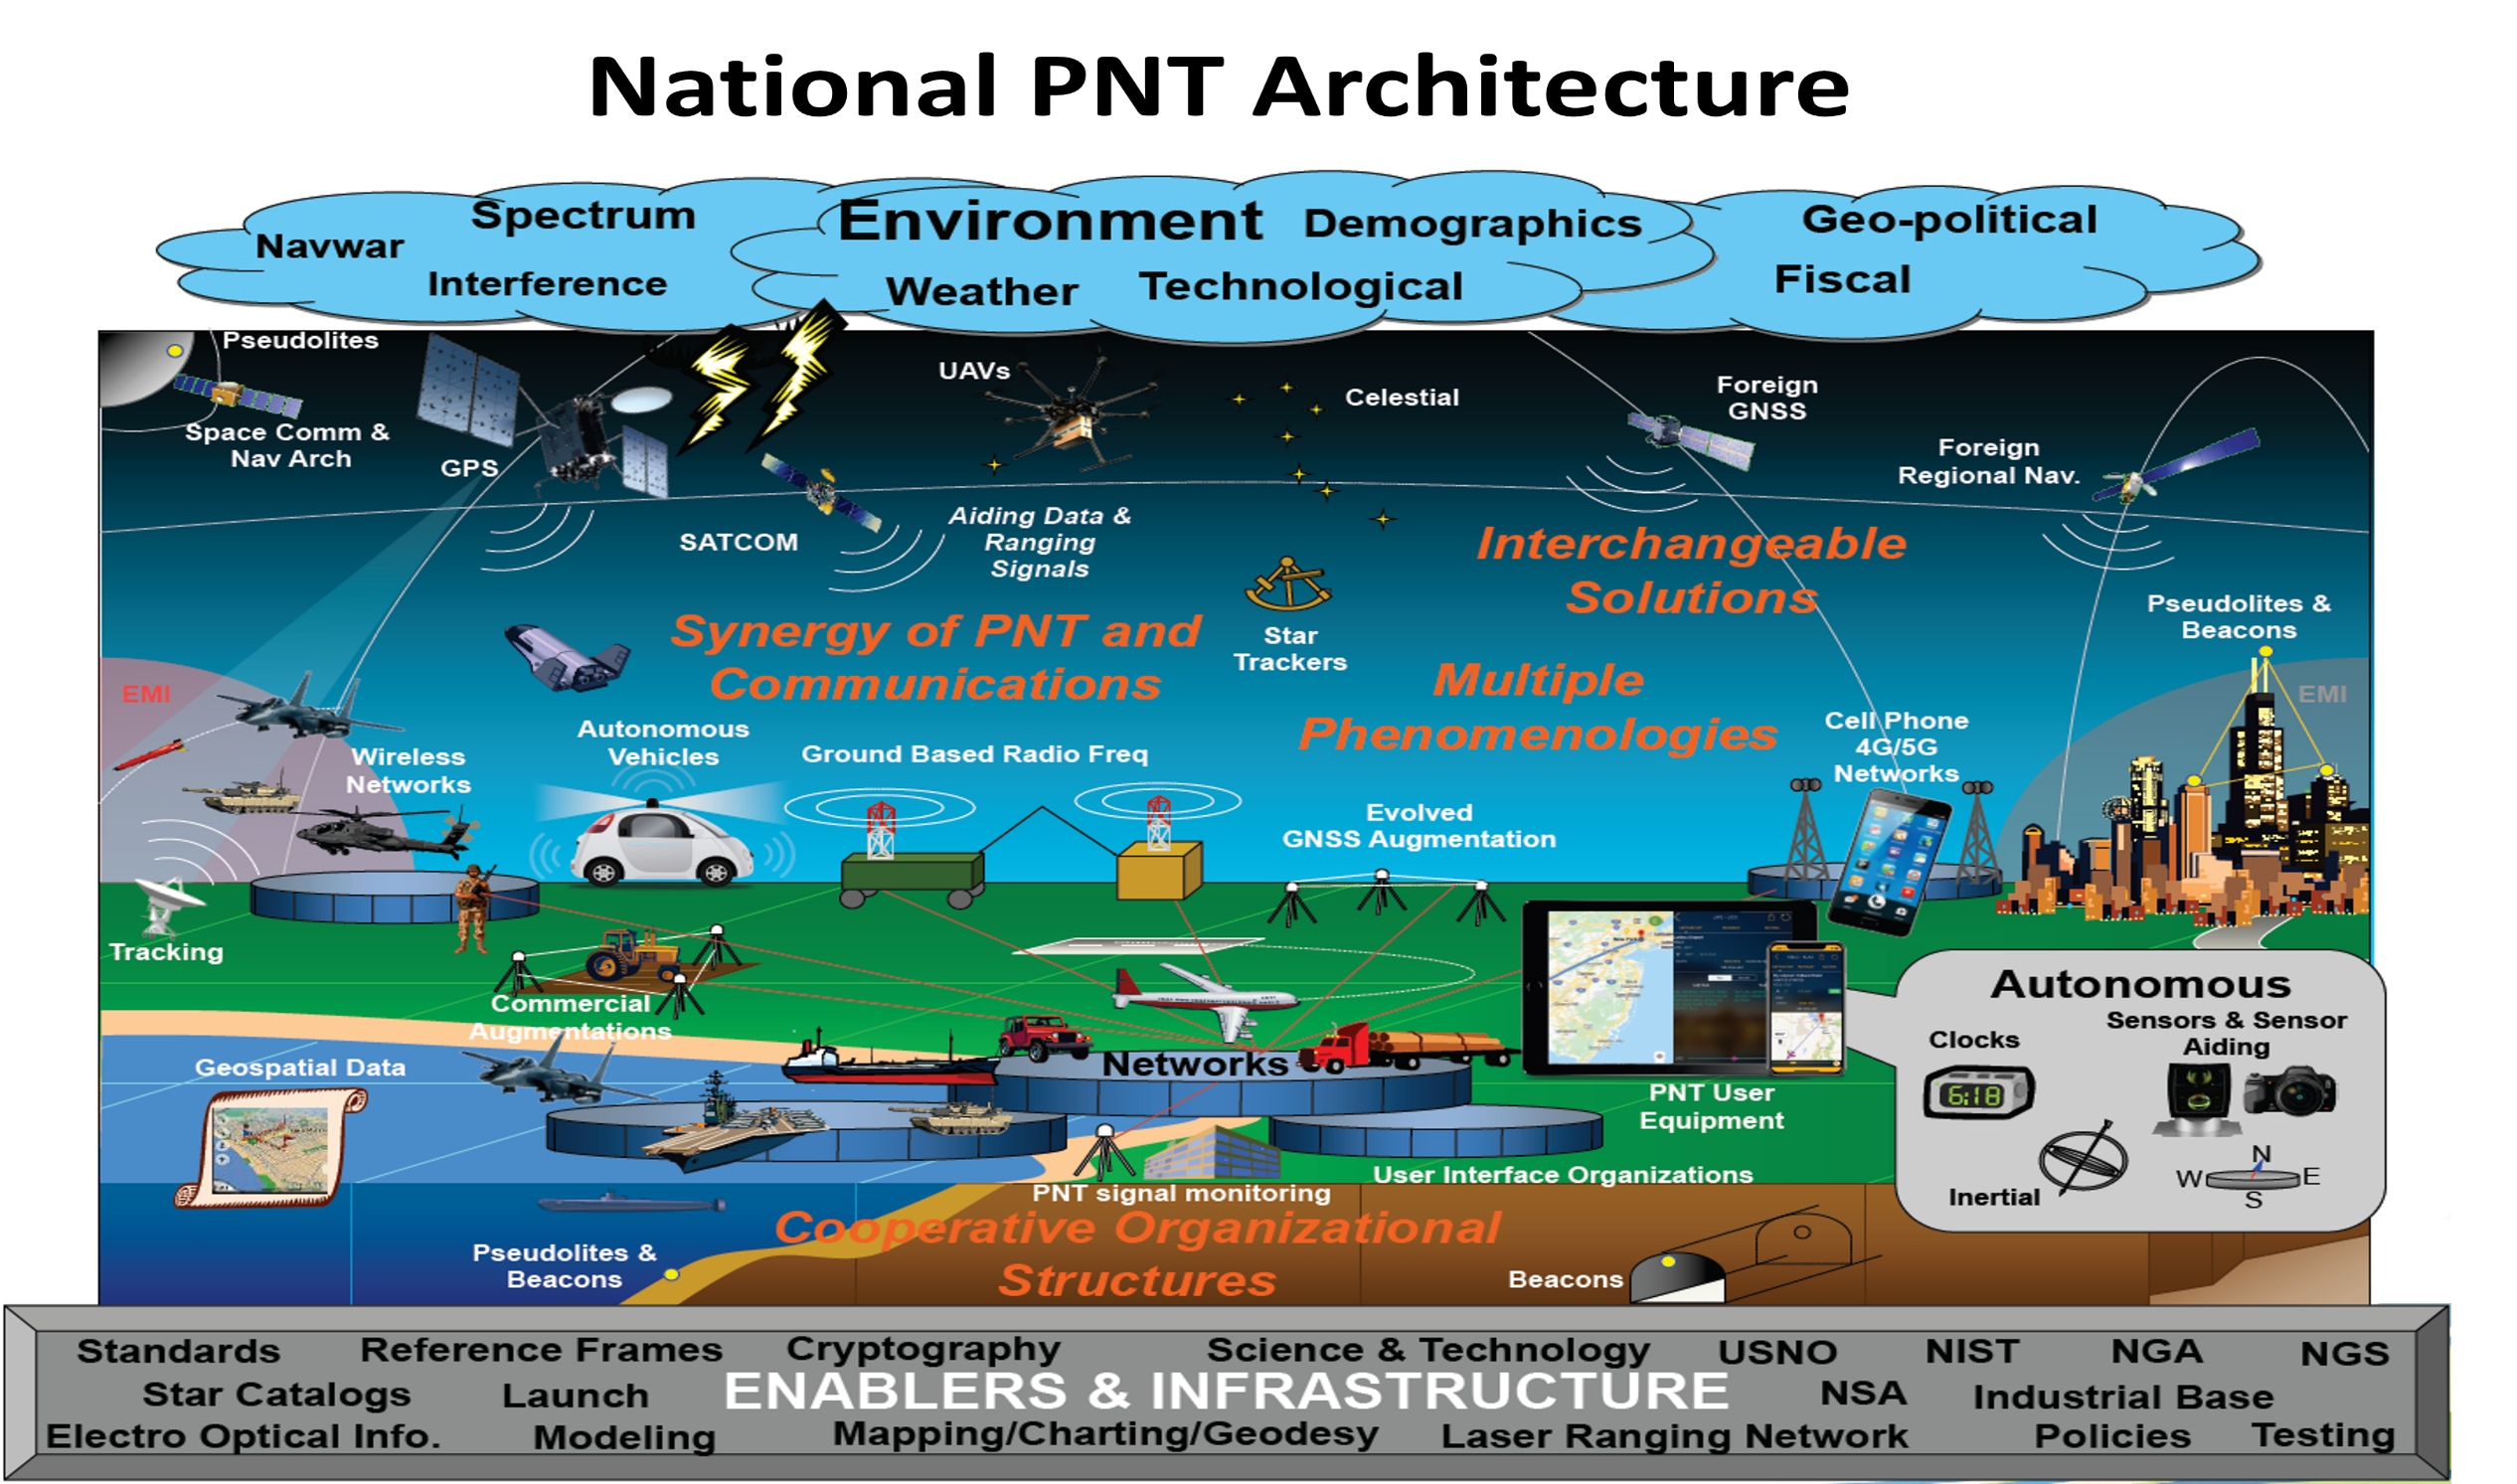 National PNT Architecture
Navwar
Spectrum
Interference
Environment
Demographics
Weather
Technological
Geo-political
Fiscal
Pseudolites
Space Comm &
Nav Arch
GPS
UAVs
Celestial
Foreign
GNSS
Foreign
Regional Nav.
SATCOM
Aiding Data &
Ranging
Signals
Interchangeable
Solutions
Synergy of PNT and
Communications
Star
Trackers
Multiple
Phenomenologies
Pseudolites &
Beacons
EMI
EMI
Wireless
Networks
Autonomous
Vehicles
Ground Based Radio Freq
Evolved
GNSS Augmentation
Cell Phone
4G/5G
Networks
Tracking
Commercial
Augmentations
Geospatial Data
Networks
PNT User
Equipment
User Interface Organizations
PNT signal monitoring
Autonomous
Clocks
Sensors & Sensor
Aiding
6:18
Inertial
N
W
E
S
Cooperative Organizational
Structures
Pseudolites &
Beacons
Beacons
Standards
Reference Frames
Cryptography
Science & Technology
USNO
NIST
NGA
NGS
Star Catalogs
Launch
ENABLERS & INFRASTRUCTURE
NSA
Industrial Base
Electro Optical Info.
Modeling
Mapping/Charting/Geodesy
Laser Ranging Network
Policies
Testing